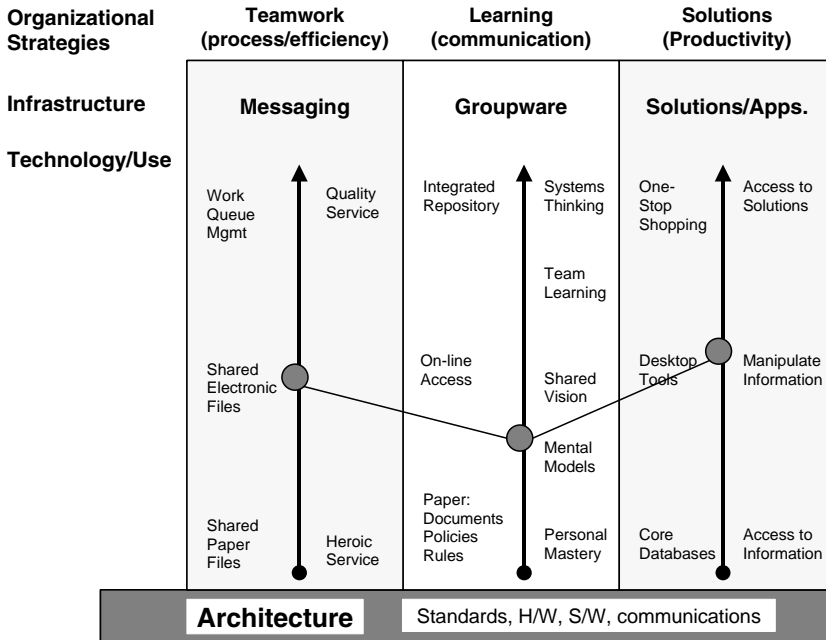 Organizational
Strategies
Teamwork
(process/efficiency)
Learning
(communication)
Solutions
(Productivity)
Infrastructure
Messaging
Groupware
Solutions/Apps.
Technology/Use
Work
Queue
Mgmt
Quality
Service
Integrated
Repository
Systems
Thinking
One-
Stop
Shopping
Access to
Solutions
Team
Learning
Shared
Electronic
Files
On-line
Access
Shared
Vision
Desktop
Tools
Manipulate
Information
Mental
Models
Shared
Paper
Files
Heroic
Service
Paper:
Documents
Policies
Rules
Personal
Mastery
Core
Databases
Access to
Information
Architecture
Standards, H/W, S/W, communications